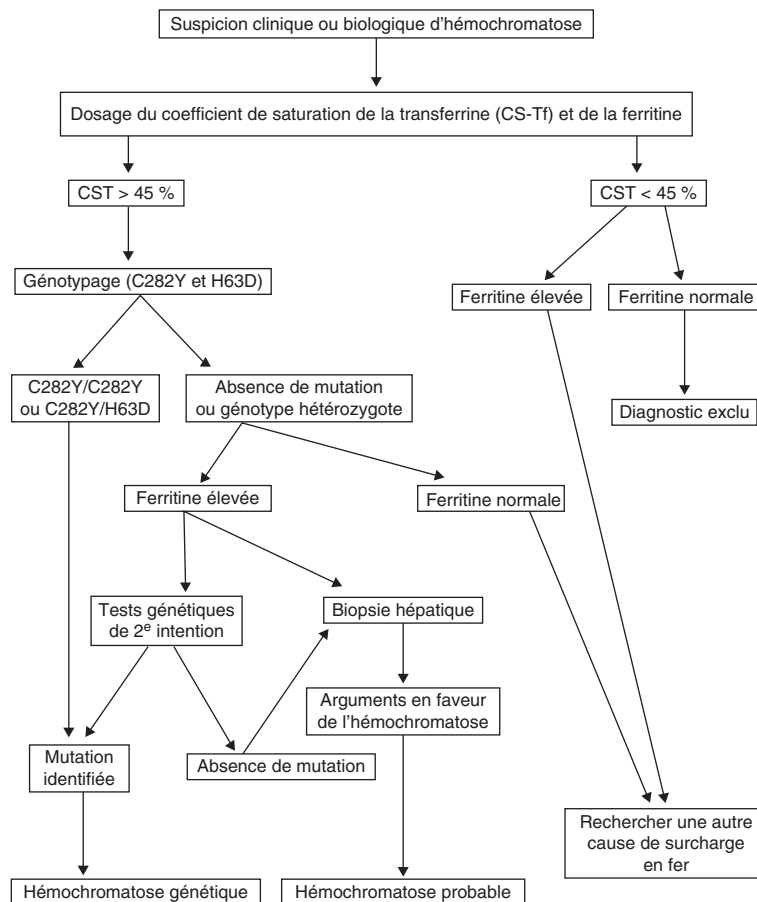 Suspicion clinique ou biologique d'hémochromatose
Dosage du coefficient de saturation de la transferrine (CS-Tf) et de la ferritine
CST > 45 %
CST < 45 %
Génotypage (C282Y et H63D)
Ferritine élevée
Ferritine normale
C282Y/C282Y
ou C282Y/H63D
Absence de mutation
ou génotype hétérozygote
Diagnostic exclu
Ferritine élevée
Ferritine normale
Tests génétiques
de 2e intention
Biopsie hépatique
Arguments en faveur
de l'hémochromatose
Mutation
identifiée
Absence de mutation
Rechercher une autre
cause de surcharge
en fer
Hémochromatose génétique
Hémochromatose probable